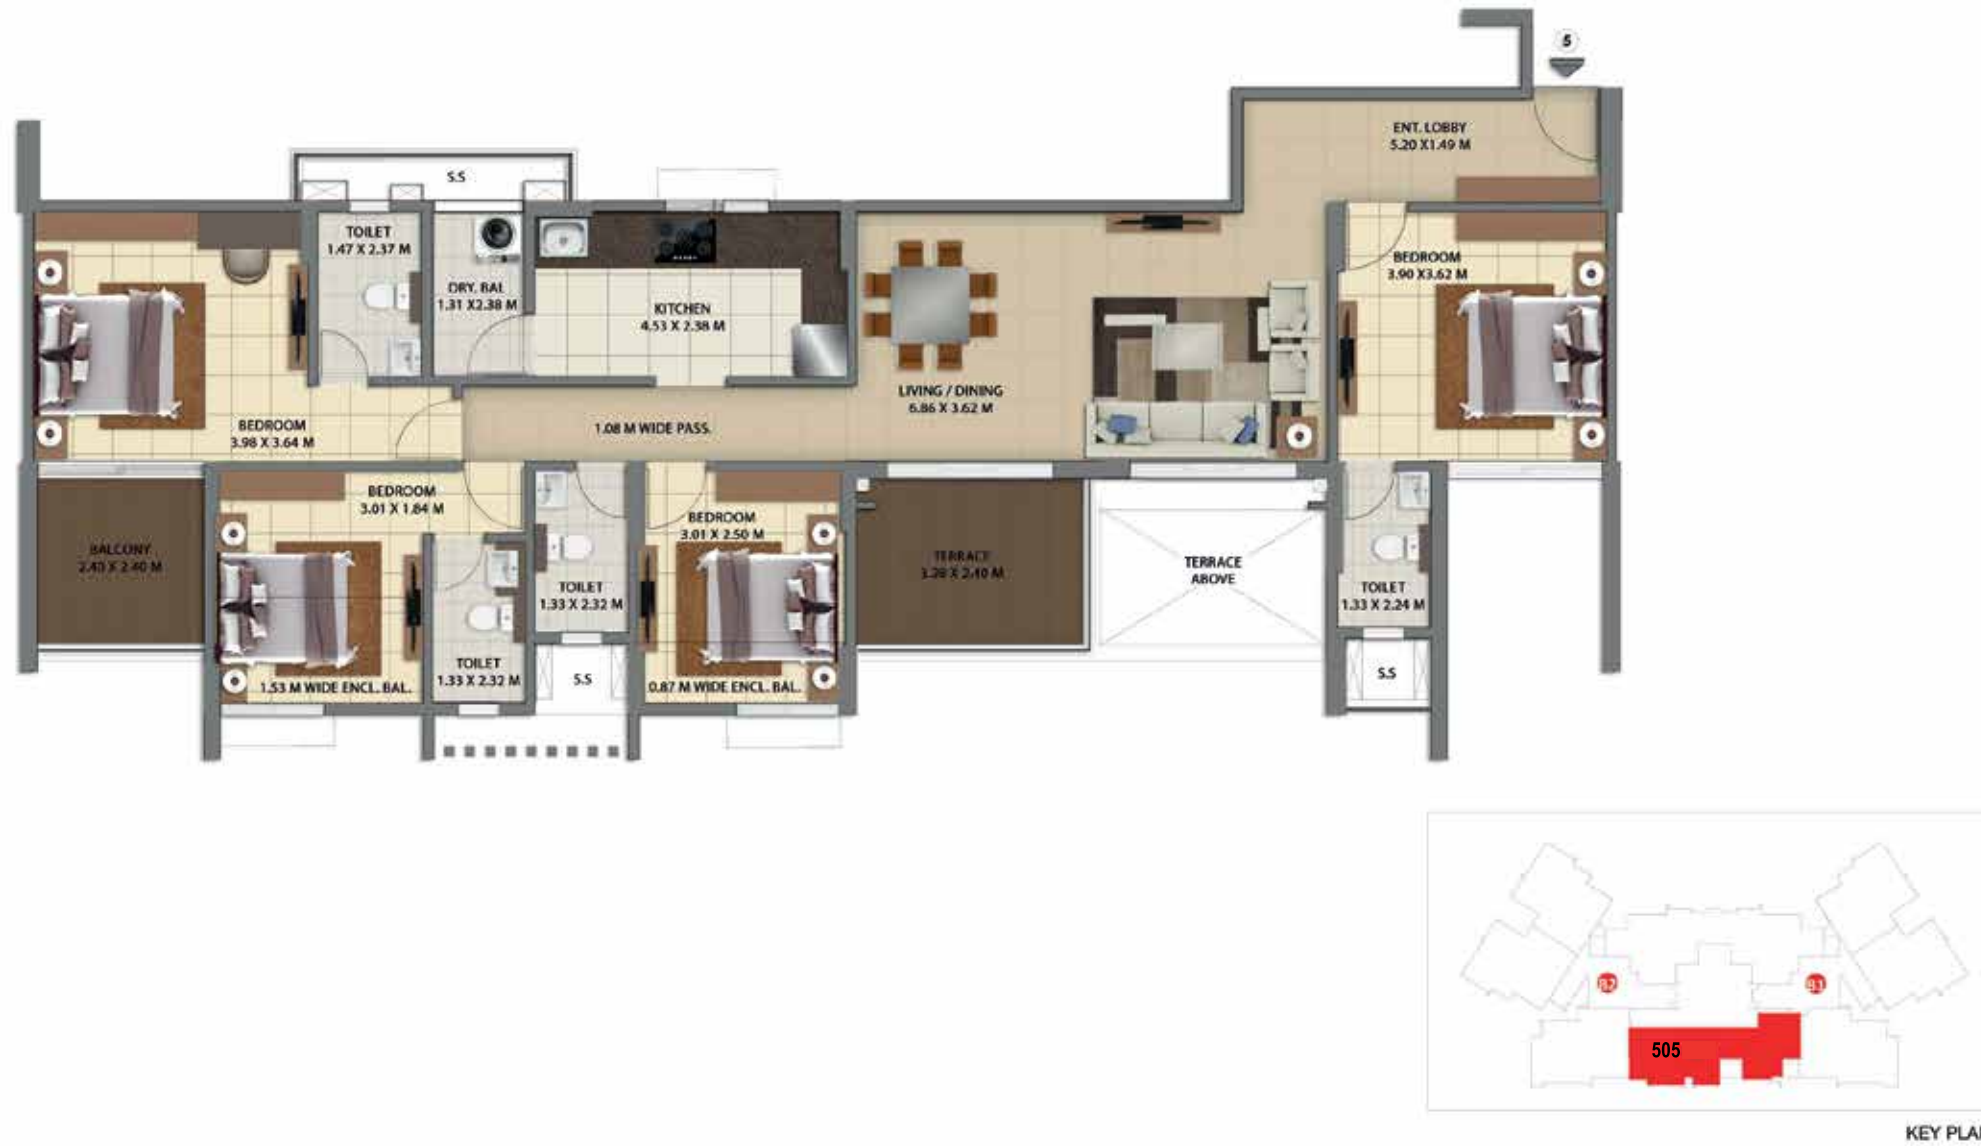 5
ENT. LOBBY
5.20 X1.49 M
S.S
TOILET
1.47 X 2.37 M
DRY. BAL
1.31 X2.38 M
KITCHEN
4.53 X 2.38 M
BEDROOM
3.90 X3.62 M
LIVING / DINING
6.86 X 3.62 M
BEDROOM
3.98 X 3.64 M
1.08 M WIDE PASS.
BEDROOM
3.01 X 1.84 M
BEDROOM
3.01 X 2.50 M
BALCONY
2.43 X 2.40 M
TERRACE
3.28 X 2.40 M
TERRACE
ABOVE
TOILET
1.33 X 2.32 M
TOILET
1.33 X 2.24 M
TOILET
1.33 X 2.32 M
S.S
S.S
1.53 M WIDE ENCL. BAL.
0.87 M WIDE ENCL. BAL.
B2
505
KEY PLA